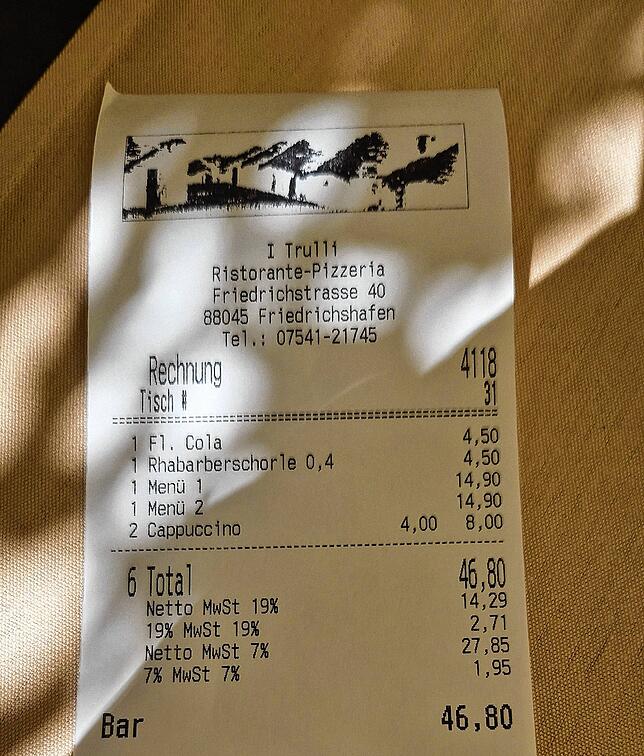 I Trulli
Ristorante-Pizzeria
Friedrichstrasse 40
88045 Friedrichshafen
Tel.: 07541-21745
Rechnung 4118
Tisch # 31
1 Fl. Cola 4,50
1 Rhabarberschorle 0,4 4,50
1 Menü 1 14,90
1 Menü 2 14,90
2 Cappuccino 4,00 8,00
6 Total 46,80
Netto MwSt 19% 14,29
19% MwSt 19% 2,71
Netto MwSt 7% 27,85
7% MwSt 7% 1,95
Bar 46,80